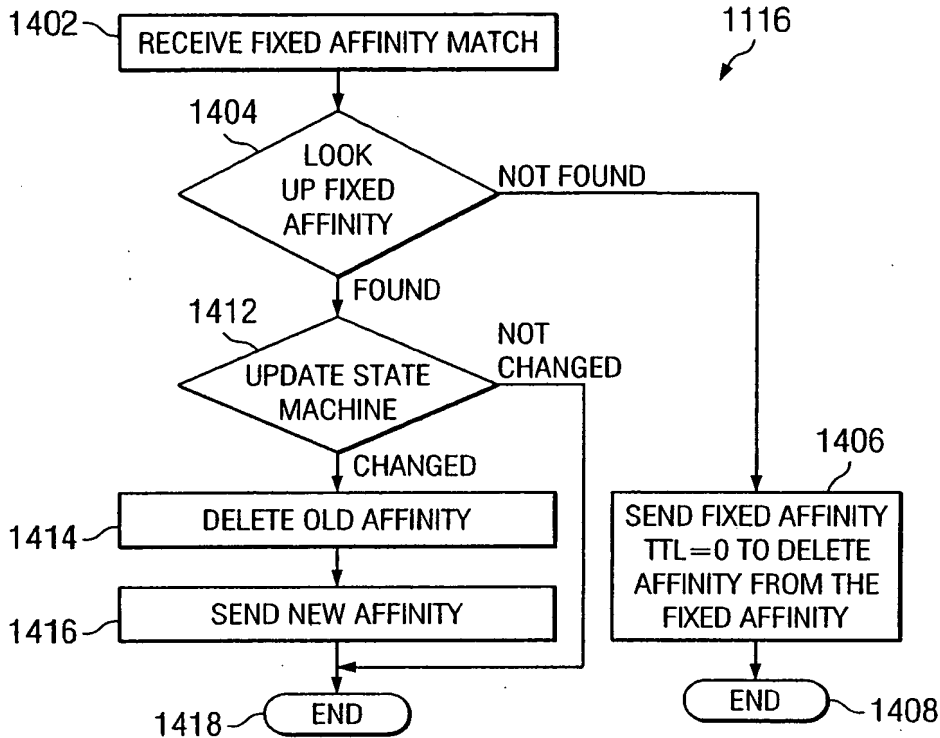 1402
RECEIVE FIXED AFFINITY MATCH
1116
1404
LOOK
UP FIXED
AFFINITY
NOT FOUND
FOUND
1412
NOT
CHANGED
UPDATE STATE
MACHINE
CHANGED
1406
DELETE OLD AFFINITY
1414
SEND FIXED AFFINITY
TTL=0 TO DELETE
AFFINITY FROM THE
FIXED AFFINITY
SEND NEW AFFINITY
1416
END
1418
END
1408